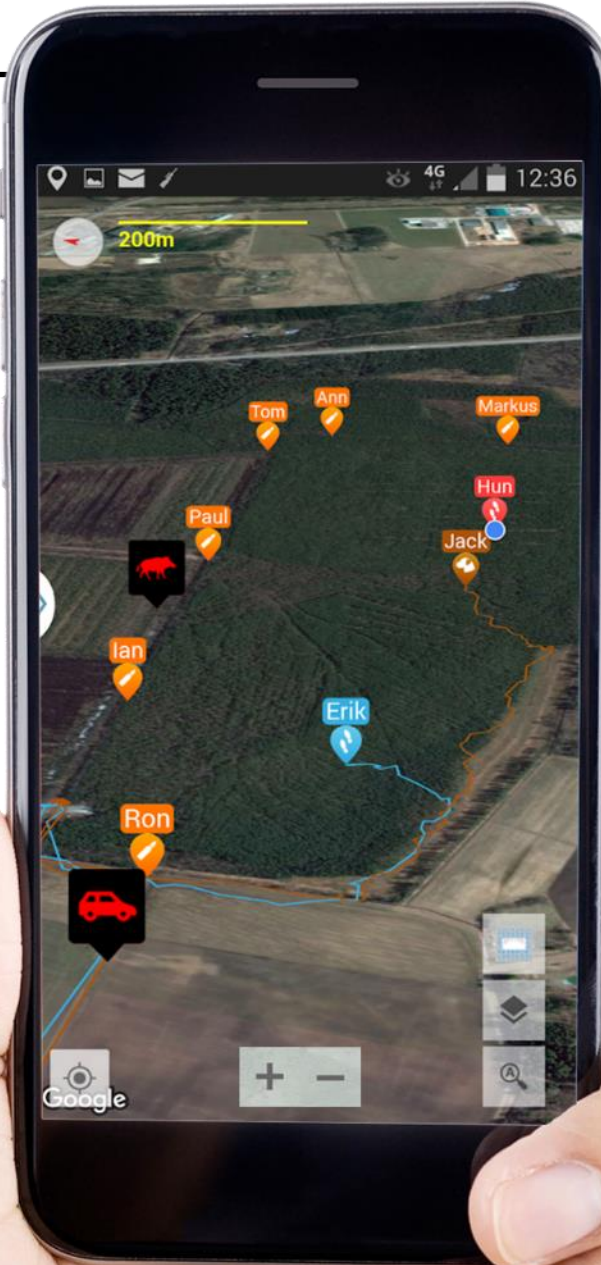 4G 12:36
200m
Ann
Tom
Markus
Hun
Paul
Jack
Ian
Erik
Ron
+ −
A
Google